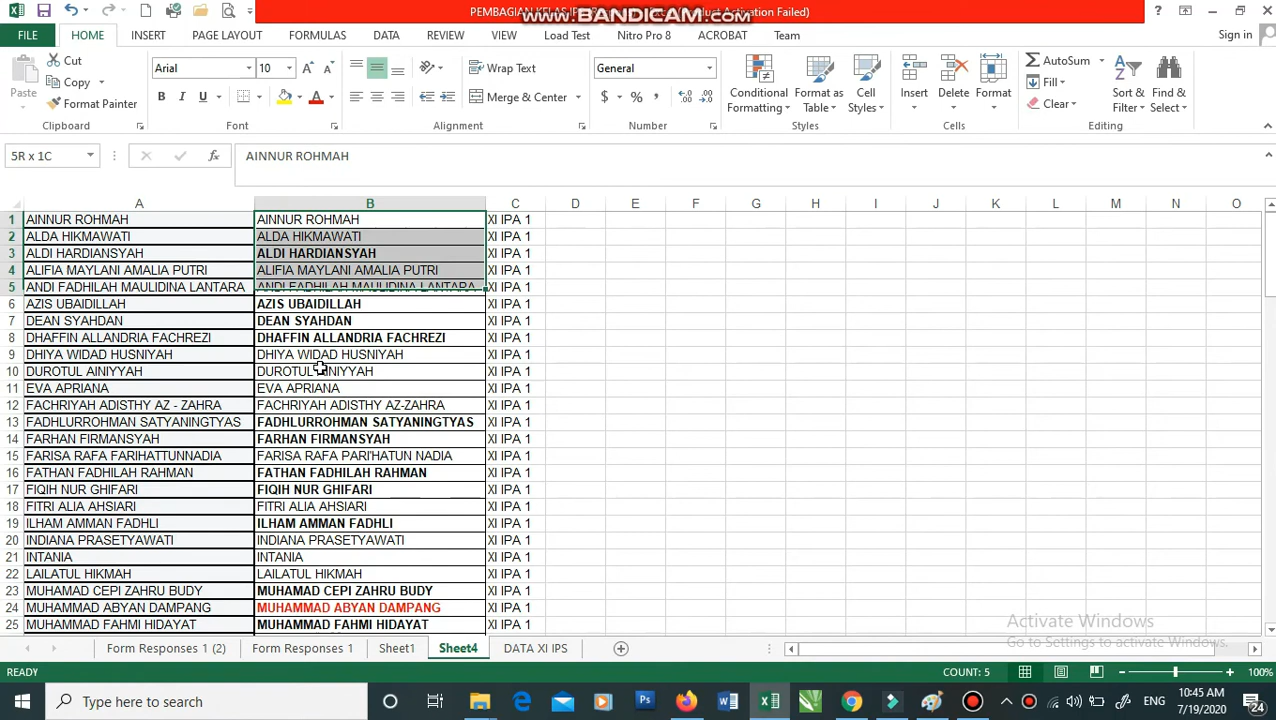 PEMBAGIAN KELAS
Activation Failed)
www.BANDICAM.com
FILE HOME INSERT PAGE LAYOUT FORMULAS DATA REVIEW VIEW Load Test Nitro Pro 8 ACROBAT Team Sign in
Paste Cut Copy Format Painter
Arial 10 B I U
Wrap Text Merge & Center
General $ %
Conditional Formatting Format as Table Cell Styles Insert Delete Format
AutoSum Fill Clear Sort & Filter Find & Select
Clipboard Font Alignment Number Styles Cells Editing
5R x 1C fx AINNUR ROHMAH
A B C D E F G H I J K L M N O
1 AINNUR ROHMAH AINNUR ROHMAH XI IPA 1
2 ALDA HIKMAWATI ALDA HIKMAWATI XI IPA 1
3 ALDI HARDIANSYAH ALDI HARDIANSYAH XI IPA 1
4 ALIFIA MAYLANI AMALIA PUTRI ALIFIA MAYLANI AMALIA PUTRI XI IPA 1
5 ANDI FADHILAH MAULIDINA LANTARA ANDI FADHILAH MAULIDINA LANTARA XI IPA 1
6 AZIS UBAIDILLAH AZIS UBAIDILLAH XI IPA 1
7 DEAN SYAHDAN DEAN SYAHDAN XI IPA 1
8 DHAFFIN ALLANDRIA FACHREZI DHAFFIN ALLANDRIA FACHREZI XI IPA 1
9 DHIYA WIDAD HUSNIYAH DHIYA WIDAD HUSNIYAH XI IPA 1
10 DUROTUL AINIYYAH DUROTUL AINIYYAH XI IPA 1
11 EVA APRIANA EVA APRIANA XI IPA 1
12 FACHRIYAH ADISTHY AZ - ZAHRA FACHRIYAH ADISTHY AZ-ZAHRA XI IPA 1
13 FADHLURROHMAN SATYANINGTYAS FADHLURROHMAN SATYANINGTYAS XI IPA 1
14 FARHAN FIRMANSYAH FARHAN FIRMANSYAH XI IPA 1
15 FARISA RAFA FARIHATTUNNADIA FARISA RAFA PARI'HATUN NADIA XI IPA 1
16 FATHAN FADHILAH RAHMAN FATHAN FADHILAH RAHMAN XI IPA 1
17 FIQIH NUR GHIFARI FIQIH NUR GHIFARI XI IPA 1
18 FITRI ALIA AHSIARI FITRI ALIA AHSIARI XI IPA 1
19 ILHAM AMMAN FADHLI ILHAM AMMAN FADHLI XI IPA 1
20 INDIANA PRASETYAWATI INDIANA PRASETYAWATI XI IPA 1
21 INTANIA INTANIA XI IPA 1
22 LAILATUL HIKMAH LAILATUL HIKMAH XI IPA 1
23 MUHAMAD CEPI ZAHRU BUDY MUHAMAD CEPI ZAHRU BUDY XI IPA 1
24 MUHAMMAD ABYAN DAMPANG MUHAMMAD ABYAN DAMPANG XI IPA 1
25 MUHAMMAD FAHMI HIDAYAT MUHAMMAD FAHMI HIDAYAT XI IPA 1
Activate Windows
Go to Settings to activate Windows.
Form Responses 1 (2) Form Responses 1 Sheet1 Sheet4 DATA XI IPS
READY COUNT: 5 100%
Type here to search ENG 10:45 AM
7/19/2020 24